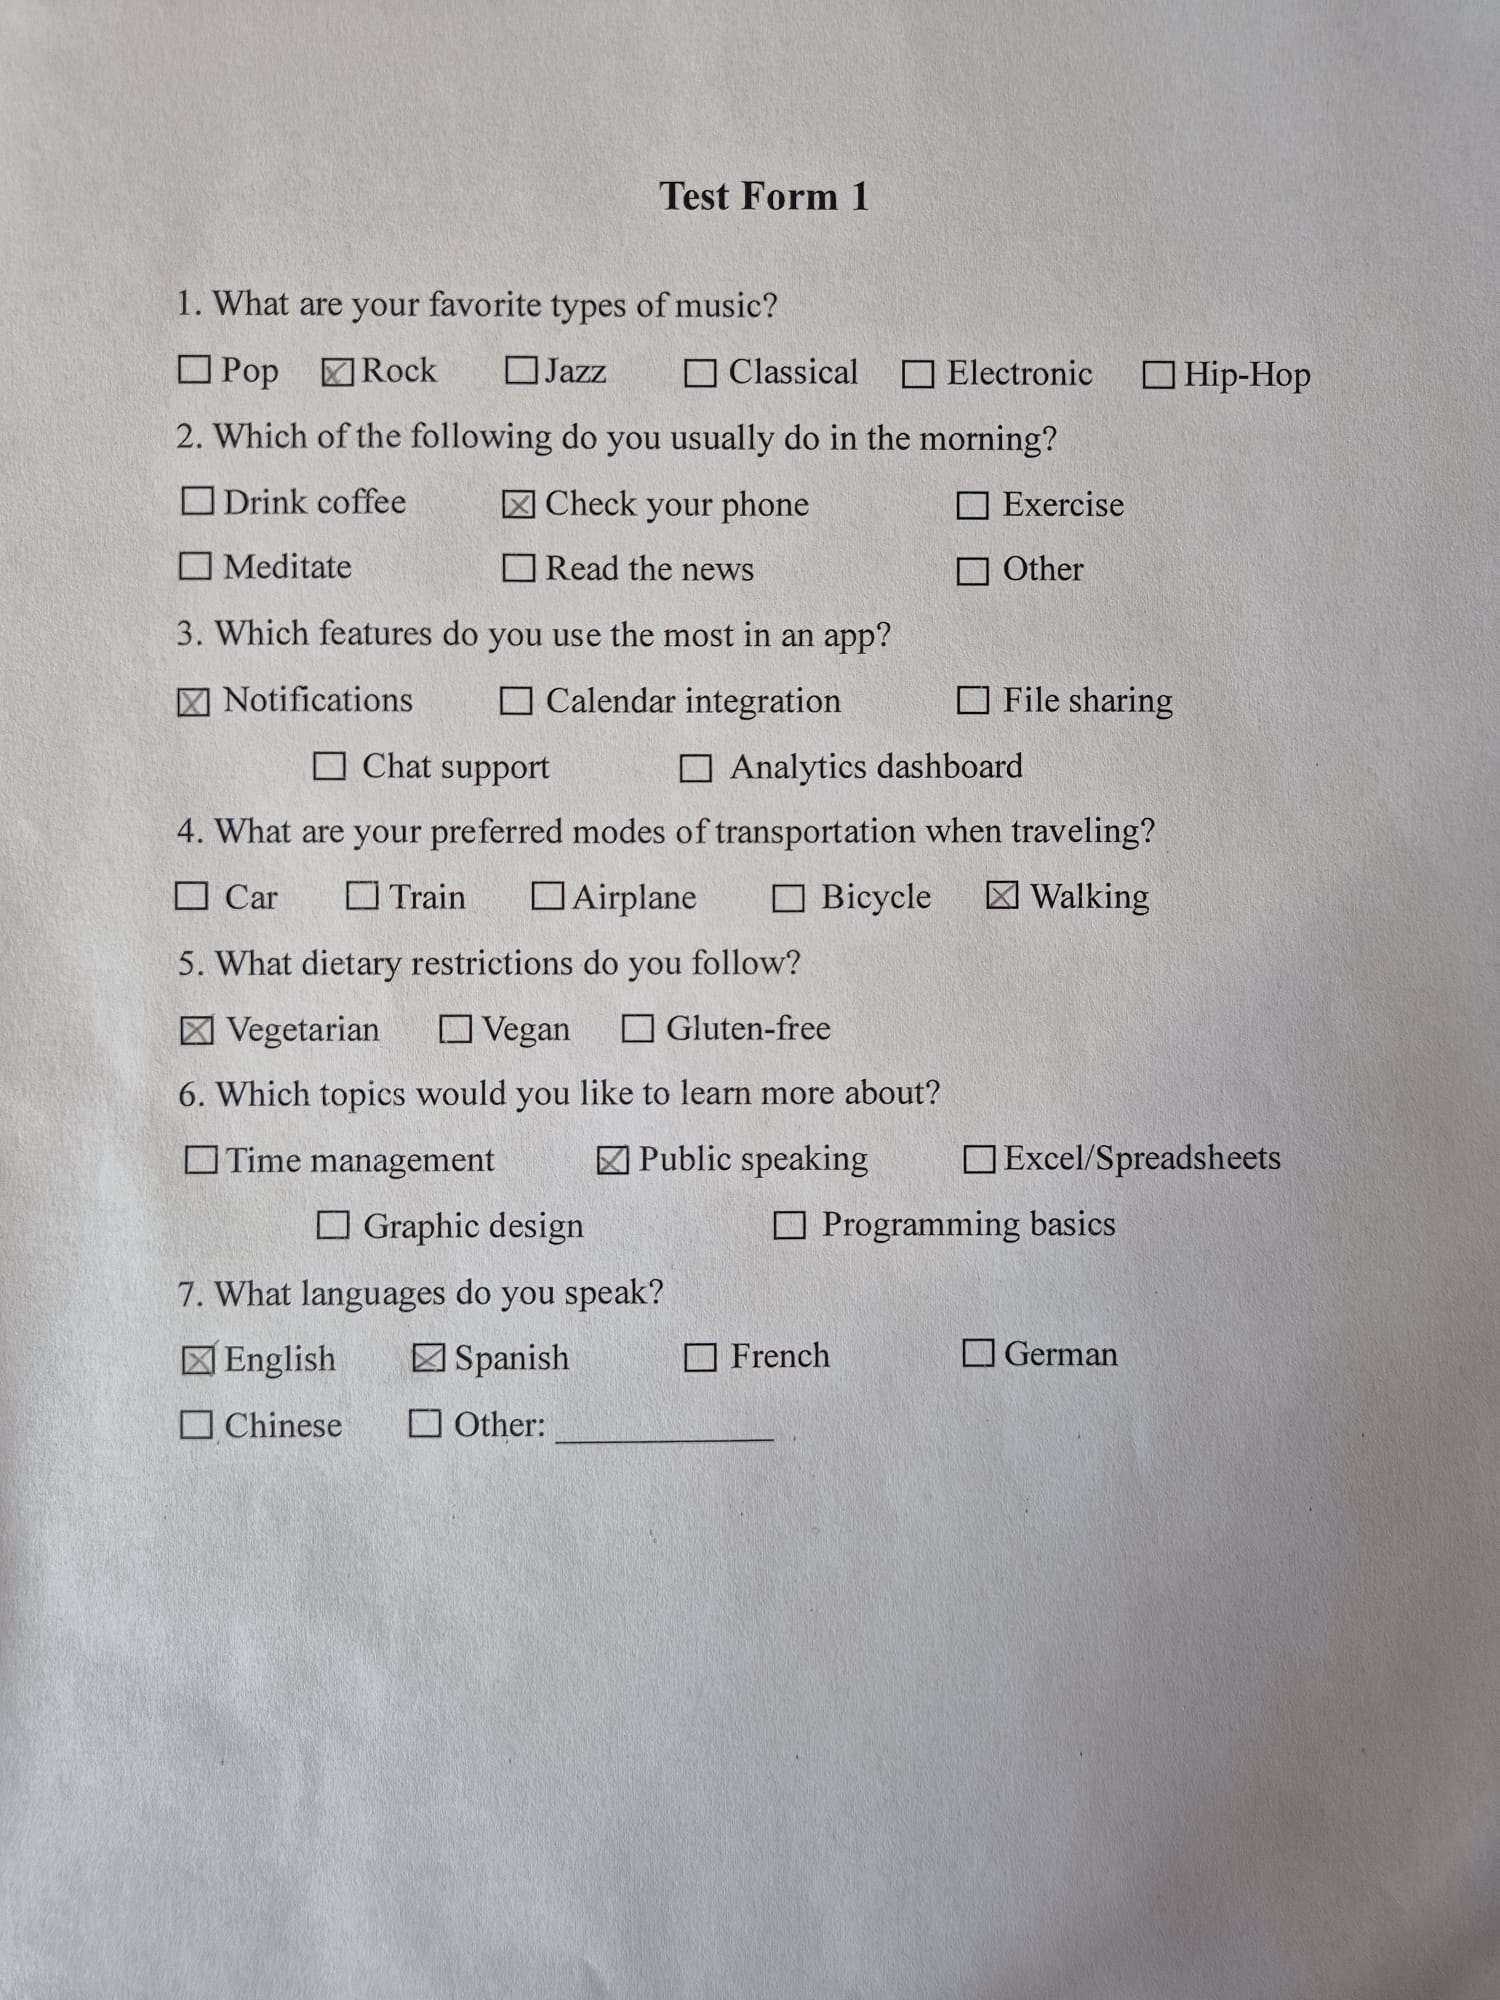 Test Form 1
1. What are your favorite types of music?
☐ Pop ☒ Rock ☐ Jazz ☐ Classical ☐ Electronic ☐ Hip-Hop
2. Which of the following do you usually do in the morning?
☐ Drink coffee ☒ Check your phone ☐ Exercise
☐ Meditate ☐ Read the news ☐ Other
3. Which features do you use the most in an app?
☒ Notifications ☐ Calendar integration ☐ File sharing
☐ Chat support ☐ Analytics dashboard
4. What are your preferred modes of transportation when traveling?
☐ Car ☐ Train ☐ Airplane ☐ Bicycle ☒ Walking
5. What dietary restrictions do you follow?
☒ Vegetarian ☐ Vegan ☐ Gluten-free
6. Which topics would you like to learn more about?
☐ Time management ☒ Public speaking ☐ Excel/Spreadsheets
☐ Graphic design ☐ Programming basics
7. What languages do you speak?
☒ English ☒ Spanish ☐ French ☐ German
☐ Chinese ☐ Other: ____________